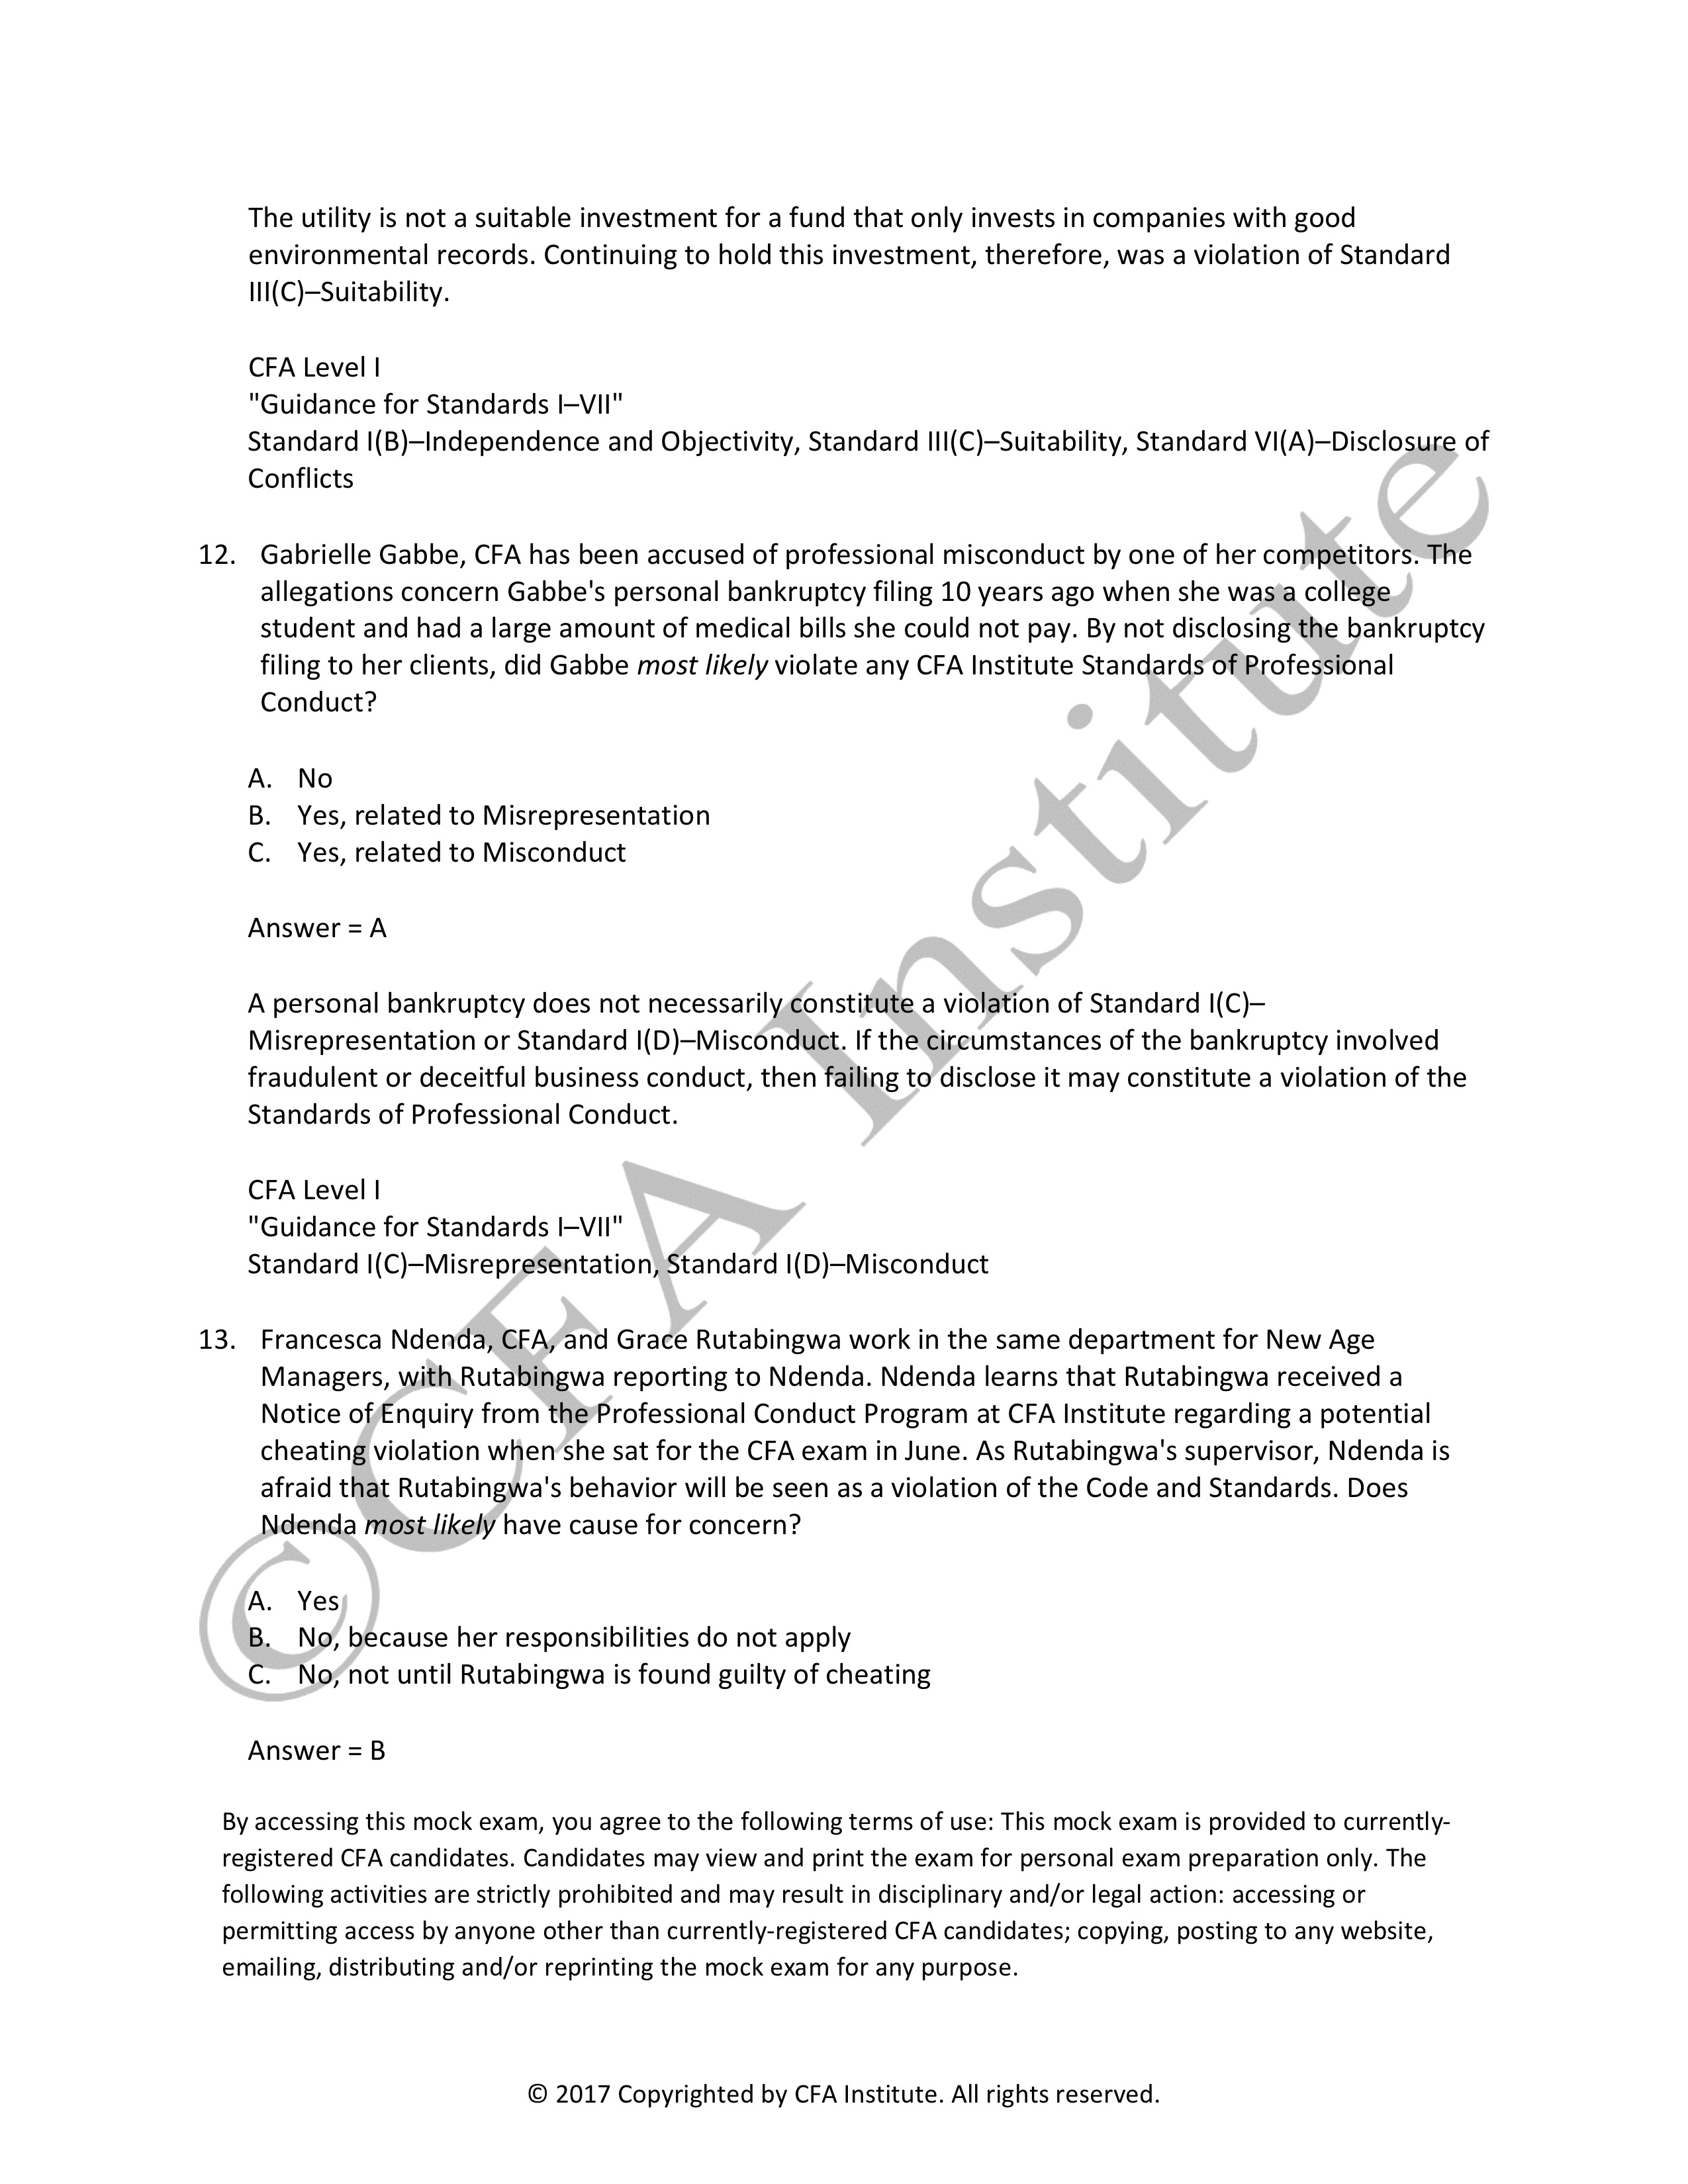 The utility is not a suitable investment for a fund that only invests in companies with good
environmental records. Continuing to hold this investment, therefore, was a violation of Standard
III(C)–Suitability.
CFA Level I
"Guidance for Standards I–VII"
Standard I(B)–Independence and Objectivity, Standard III(C)–Suitability, Standard VI(A)–Disclosure of
Conflicts
12. Gabrielle Gabbe, CFA has been accused of professional misconduct by one of her competitors. The
allegations concern Gabbe's personal bankruptcy filing 10 years ago when she was a college
student and had a large amount of medical bills she could not pay. By not disclosing the bankruptcy
filing to her clients, did Gabbe most likely violate any CFA Institute Standards of Professional
Conduct?
A. No
B. Yes, related to Misrepresentation
C. Yes, related to Misconduct
Answer = A
A personal bankruptcy does not necessarily constitute a violation of Standard I(C)–
Misrepresentation or Standard I(D)–Misconduct. If the circumstances of the bankruptcy involved
fraudulent or deceitful business conduct, then failing to disclose it may constitute a violation of the
Standards of Professional Conduct.
CFA Level I
"Guidance for Standards I–VII"
Standard I(C)–Misrepresentation, Standard I(D)–Misconduct
13. Francesca Ndenda, CFA, and Grace Rutabingwa work in the same department for New Age
Managers, with Rutabingwa reporting to Ndenda. Ndenda learns that Rutabingwa received a
Notice of Enquiry from the Professional Conduct Program at CFA Institute regarding a potential
cheating violation when she sat for the CFA exam in June. As Rutabingwa's supervisor, Ndenda is
afraid that Rutabingwa's behavior will be seen as a violation of the Code and Standards. Does
Ndenda most likely have cause for concern?
A. Yes
B. No, because her responsibilities do not apply
C. No, not until Rutabingwa is found guilty of cheating
Answer = B
By accessing this mock exam, you agree to the following terms of use: This mock exam is provided to currently-
registered CFA candidates. Candidates may view and print the exam for personal exam preparation only. The
following activities are strictly prohibited and may result in disciplinary and/or legal action: accessing or
permitting access by anyone other than currently-registered CFA candidates; copying, posting to any website,
emailing, distributing and/or reprinting the mock exam for any purpose.
© 2017 Copyrighted by CFA Institute. All rights reserved.
© CFA Institute